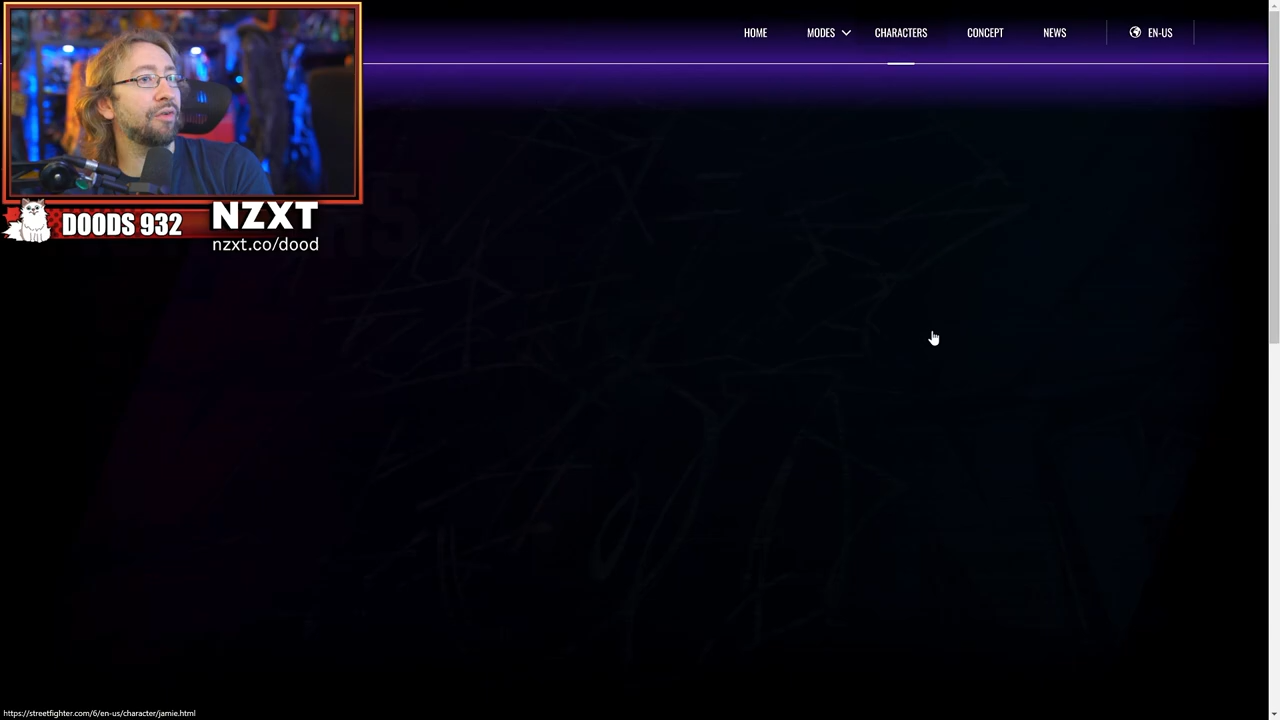 HOME MODES CHARACTERS CONCEPT NEWS EN-US
DOODS 932
NZXT
nzxt.co/dood
https://streetfighter.com/6/en-us/character/jamie.html